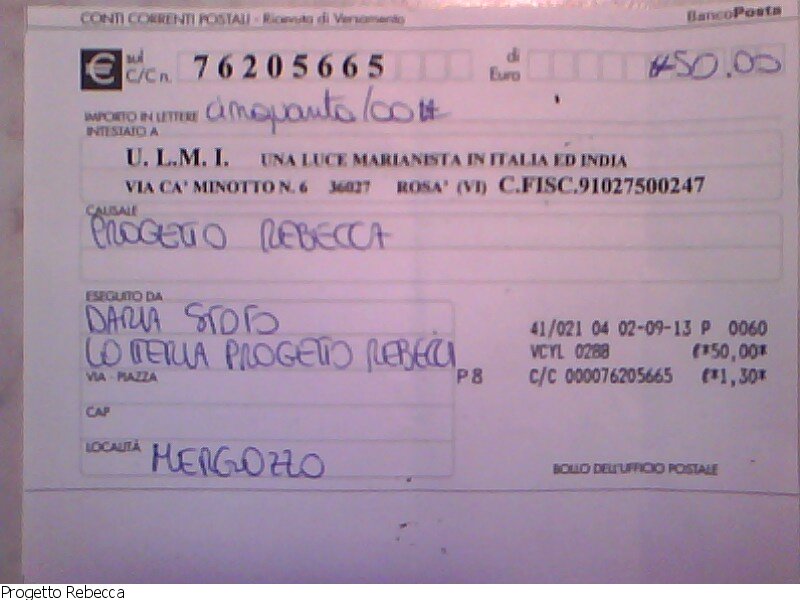 CONTI CORRENTI POSTALI - Ricevuta di Versamento BancoPosta
€ sul C/C n. 76205665 di Euro #50.00
IMPORTO IN LETTERE cinquanta/00#
INTESTATO A
U. L.M. I. UNA LUCE MARIANISTA IN ITALIA ED INDIA
VIA CA' MINOTTO N. 6 36027 ROSA' (VI) C.FISC.91027500247
CAUSALE
PROGETTO REBECCA
ESEGUITO DA
DARIA
LOTTERIA PROGETTO REBECCA
41/021 04 02-09-13 P 0060
VCYL 0288 €*50,00*
P 8 C/C 000076205665 €*1,30*
VIA - PIAZZA
CAP
LOCALITÀ MERGOZZO
BOLLO DELL'UFFICIO POSTALE
Progetto Rebecca